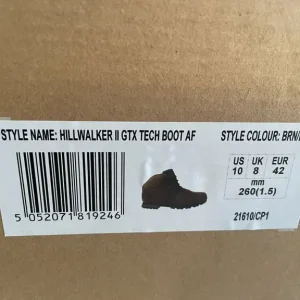 STYLE NAME: HILLWALKER II GTX TECH BOOT AF STYLE COLOUR: BRN/
US UK EUR
10 8 42
mm
260(1.5)
5 052071 819246
21610/CP1